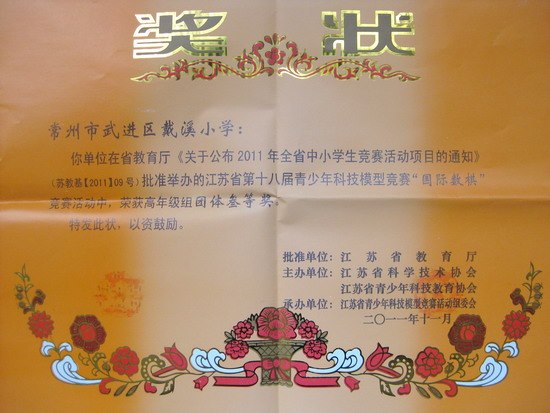 奖状
常州市武进区戴溪小学：
你单位在省教育厅《关于公布2011年全省中小学生竞赛活动项目的通知》
（苏教基【2011】09号）批准举办的江苏省第十八届青少年科技模型竞赛“国际数棋”
竞赛活动中，荣获高年级组团体叁等奖。
特发此状，以资鼓励。
批准单位：江苏省教育厅
主办单位：江苏省科学技术协会
江苏省青少年科技教育协会
承办单位：江苏省青少年科技模型竞赛活动组委会
二〇一一年十一月